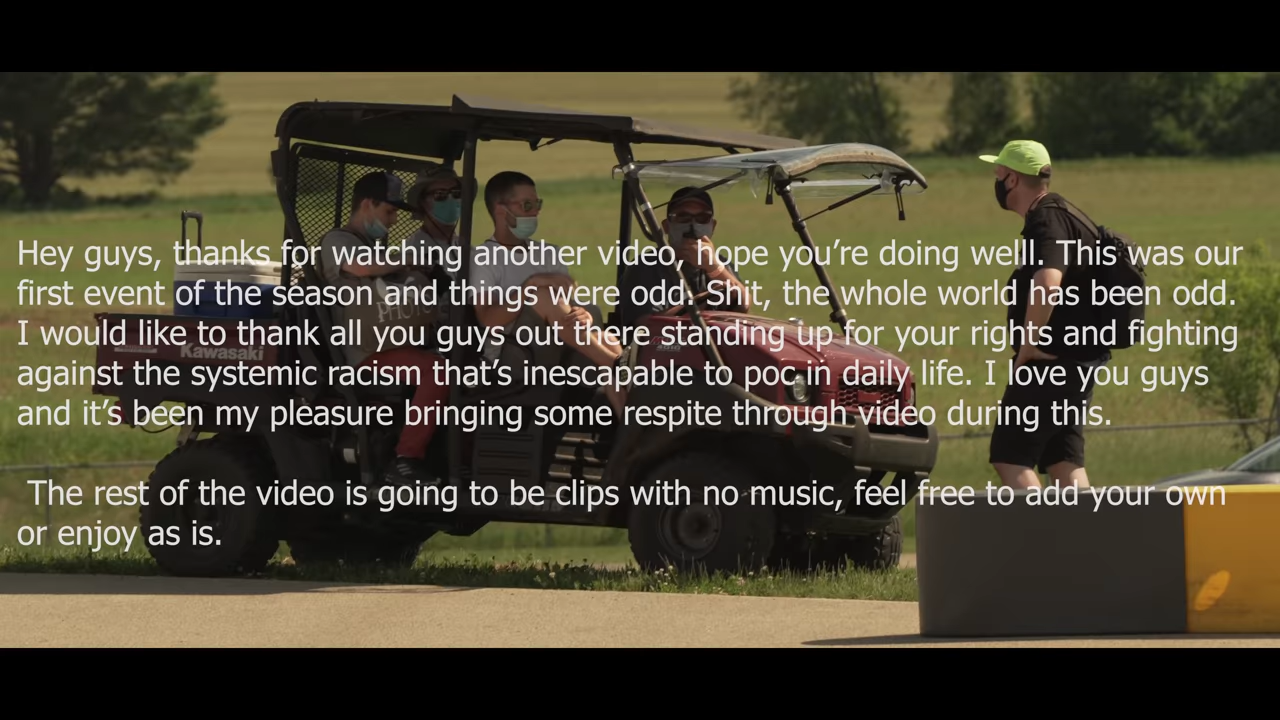 Hey guys, thanks for watching another video, hope you’re doing welll. This was our
first event of the season and things were odd. Shit, the whole world has been odd.
I would like to thank all you guys out there standing up for your rights and fighting
against the systemic racism that’s inescapable to poc in daily life. I love you guys
and it’s been my pleasure bringing some respite through video during this.
The rest of the video is going to be clips with no music, feel free to add your own
or enjoy as is.
PHOTO
Kawasaki